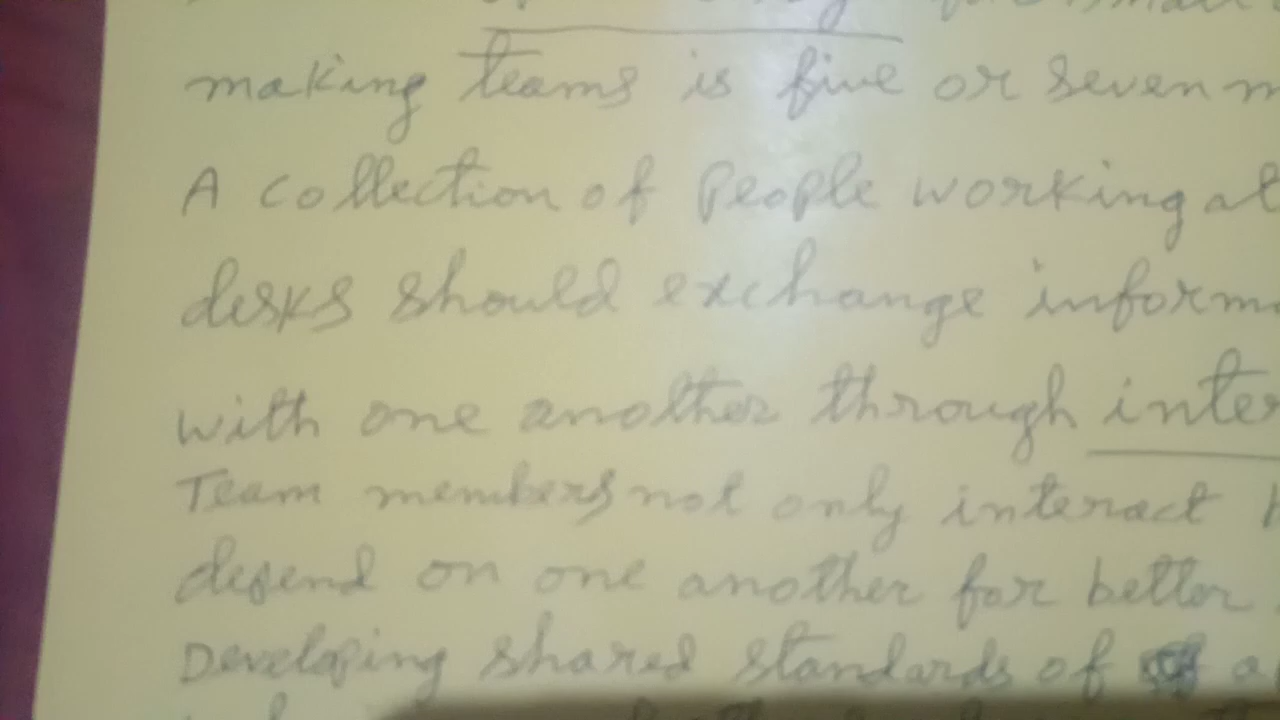 making teams is five or seven
A collection of People working at
desks should exchange inform
with one another through inter
Team members not only interact
depend on one another for better
Developing shared standards of